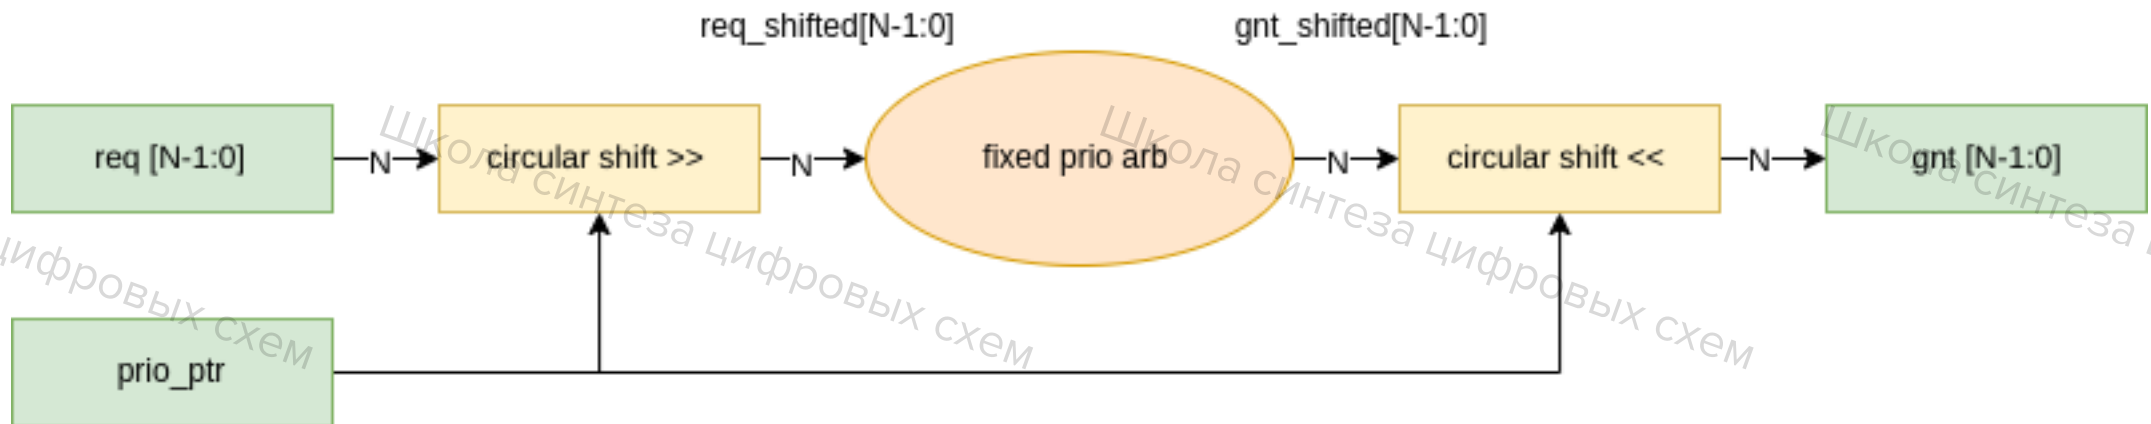 req_shifted[N-1:0]
gnt_shifted[N-1:0]
req [N-1:0]
N
circular shift >>
N
fixed prio arb
N
circular shift <<
N
gnt [N-1:0]
prio_ptr
Школа синтеза цифровых схем
Школа синтеза цифровых схем
Школа синтеза
цифровых схем